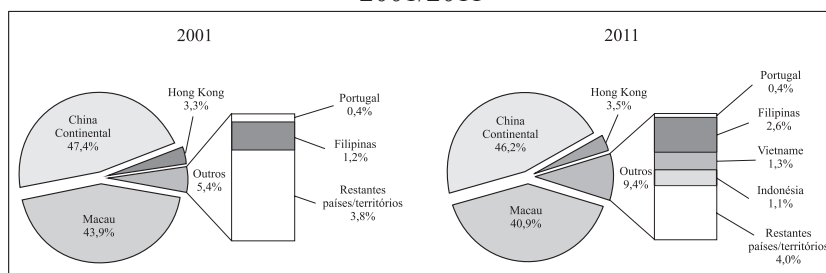 2001
2011
China
Continental
47,4%
Hong Kong
3,3%
Outros
5,4%
Macau
43,9%
Portugal
0,4%
Filipinas
1,2%
Restantes
países/territórios
3,8%
China
Continental
46,2%
Hong Kong
3,5%
Outros
9,4%
Macau
40,9%
Portugal
0,4%
Filipinas
2,6%
Vietname
1,3%
Indonésia
1,1%
Restantes
países/territórios
4,0%